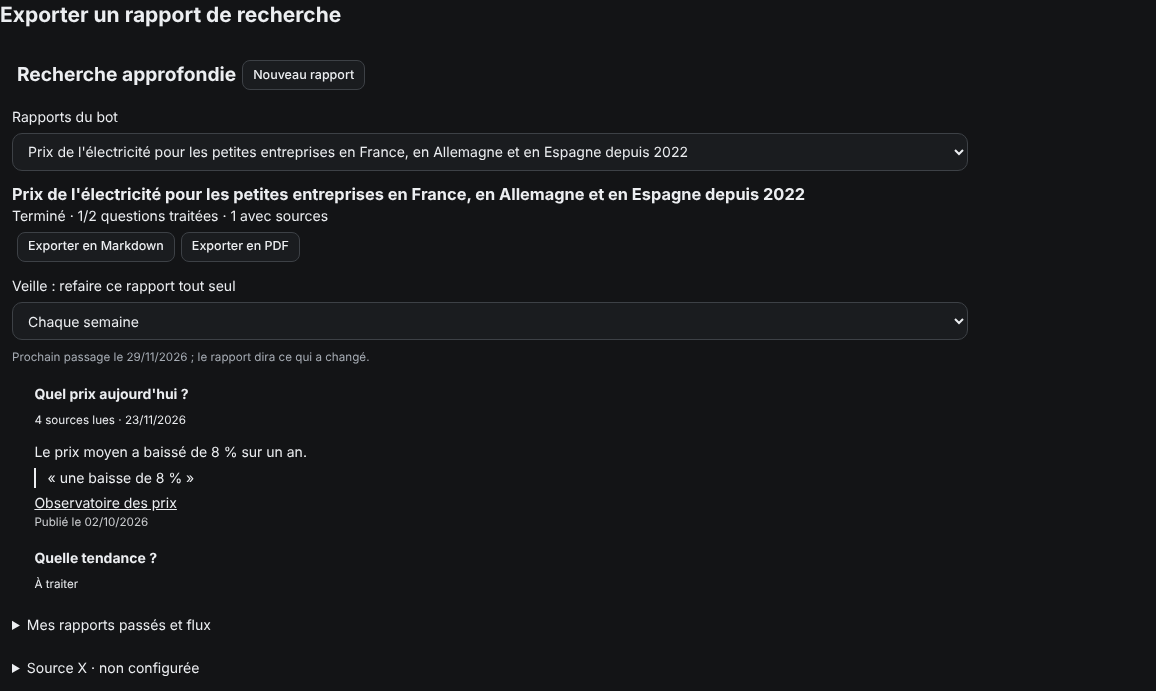 Exporter un rapport de recherche
Recherche approfondie
Nouveau rapport
Rapports du bot
Prix de l'électricité pour les petites entreprises en France, en Allemagne et en Espagne depuis 2022
Prix de l'électricité pour les petites entreprises en France, en Allemagne et en Espagne depuis 2022
Terminé · 1/2 questions traitées · 1 avec sources
Exporter en Markdown
Exporter en PDF
Veille : refaire ce rapport tout seul
Chaque semaine
Prochain passage le 29/11/2026 ; le rapport dira ce qui a changé.
Quel prix aujourd'hui ?
4 sources lues · 23/11/2026
Le prix moyen a baissé de 8 % sur un an.
« une baisse de 8 % »
Observatoire des prix
Publié le 02/10/2026
Quelle tendance ?
À traiter
Mes rapports passés et flux
Source X · non configurée